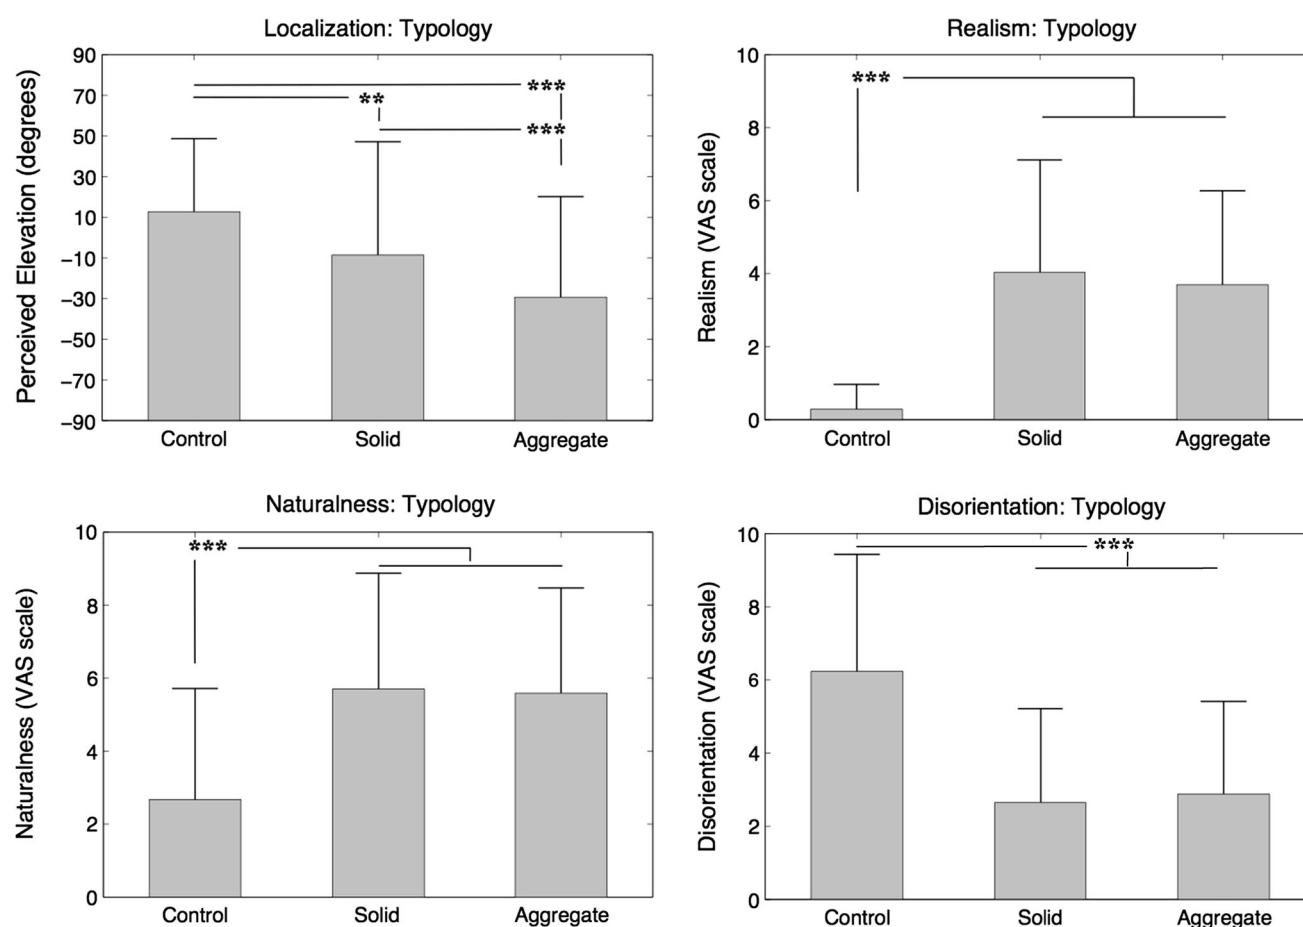 Localization: Typology
Perceived Elevation (degrees)
90
70
50
30
10
−10
−30
−50
−70
−90
***
**
***
Control Solid Aggregate
Realism: Typology
Realism (VAS scale)
10
8
6
4
2
0
***
Control Solid Aggregate
Naturalness: Typology
Naturalness (VAS scale)
10
8
6
4
2
0
***
Control Solid Aggregate
Disorientation: Typology
Disorientation (VAS scale)
10
8
6
4
2
0
***
Control Solid Aggregate